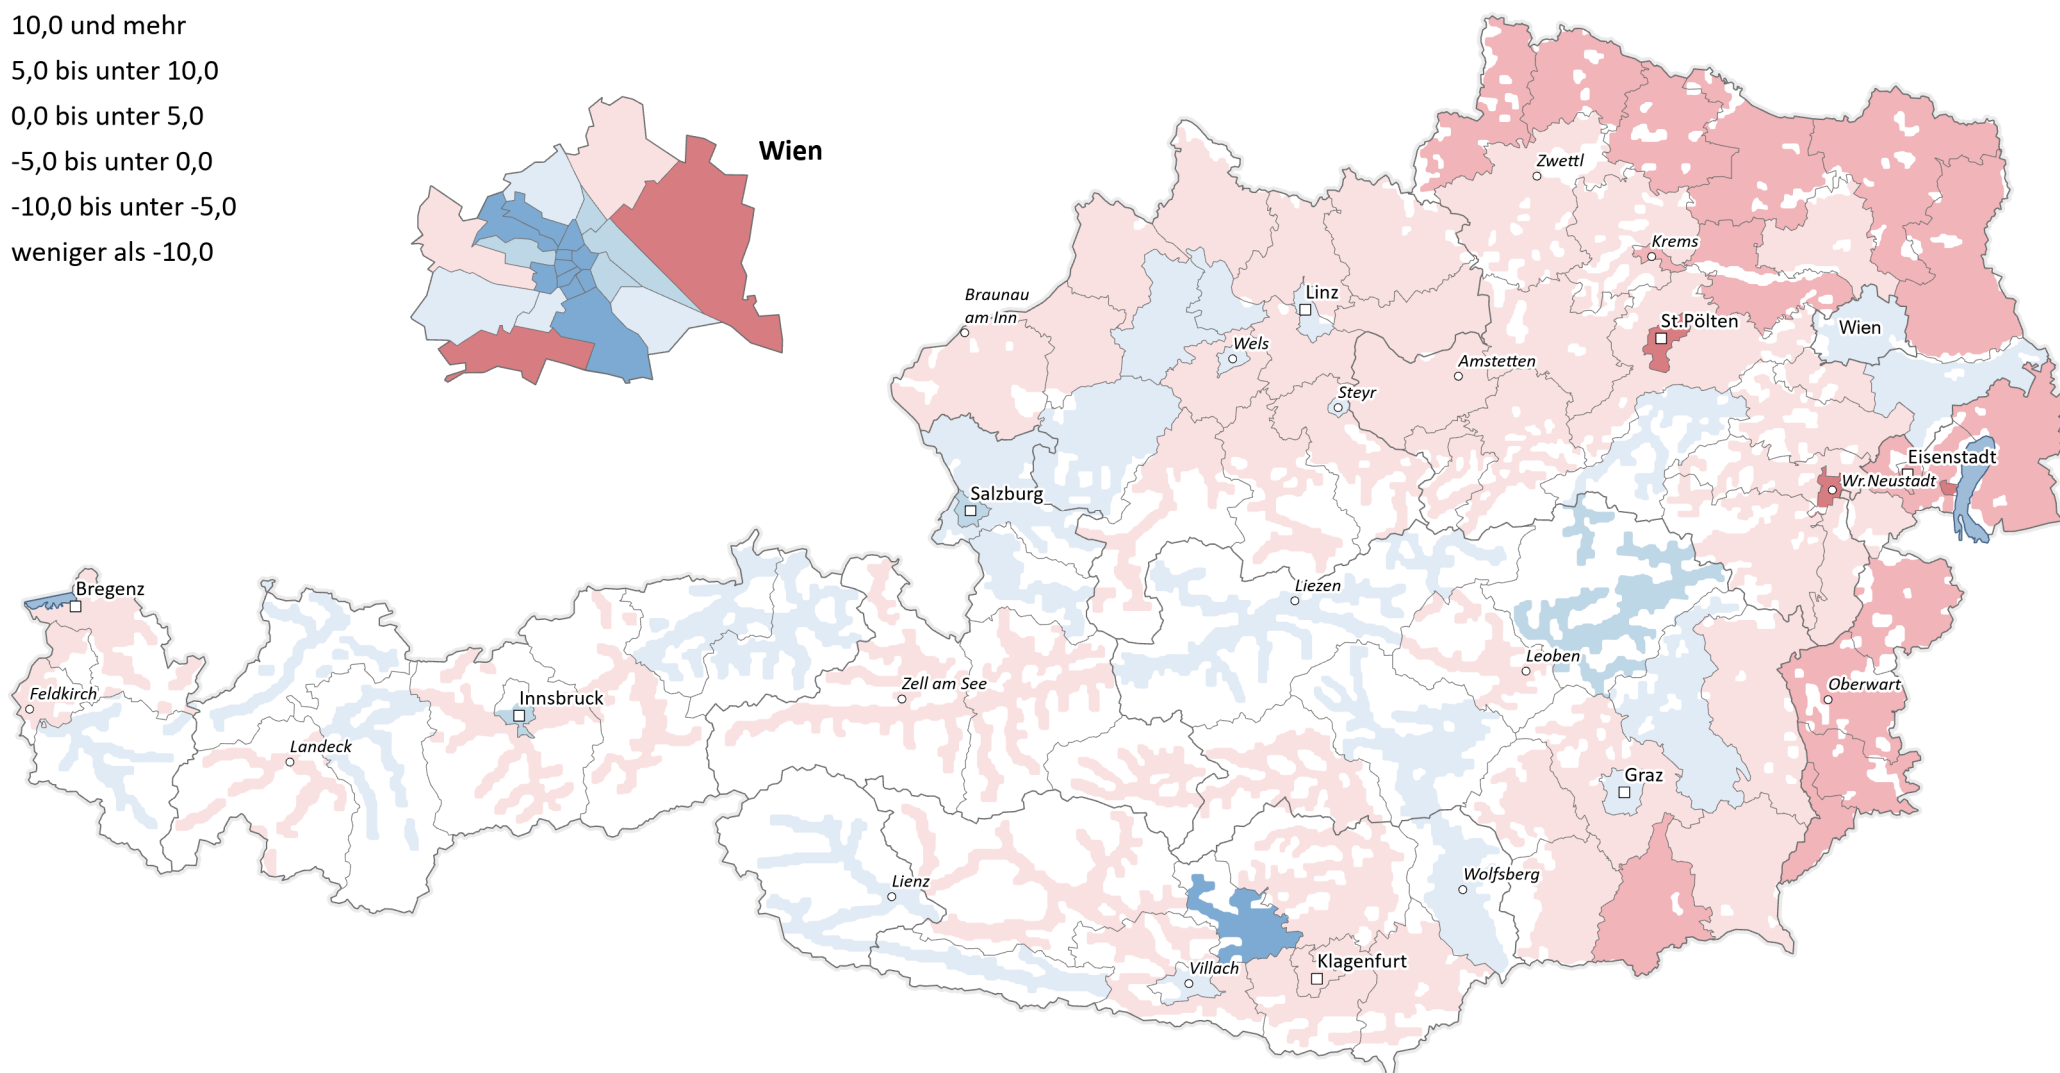 10,0 und mehr
5,0 bis unter 10,0
0,0 bis unter 5,0
-5,0 bis unter 0,0
-10,0 bis unter -5,0
weniger als -10,0
Wien
Zwettl
Krems
Braunau
am Inn
Linz
St.Pölten
Wien
Wels
Amstetten
Steyr
Eisenstadt
Wr.Neustadt
Salzburg
Bregenz
Liezen
Leoben
Feldkirch
Innsbruck
Zell am See
Oberwart
Landeck
Graz
Lienz
Wolfsberg
Villach
Klagenfurt